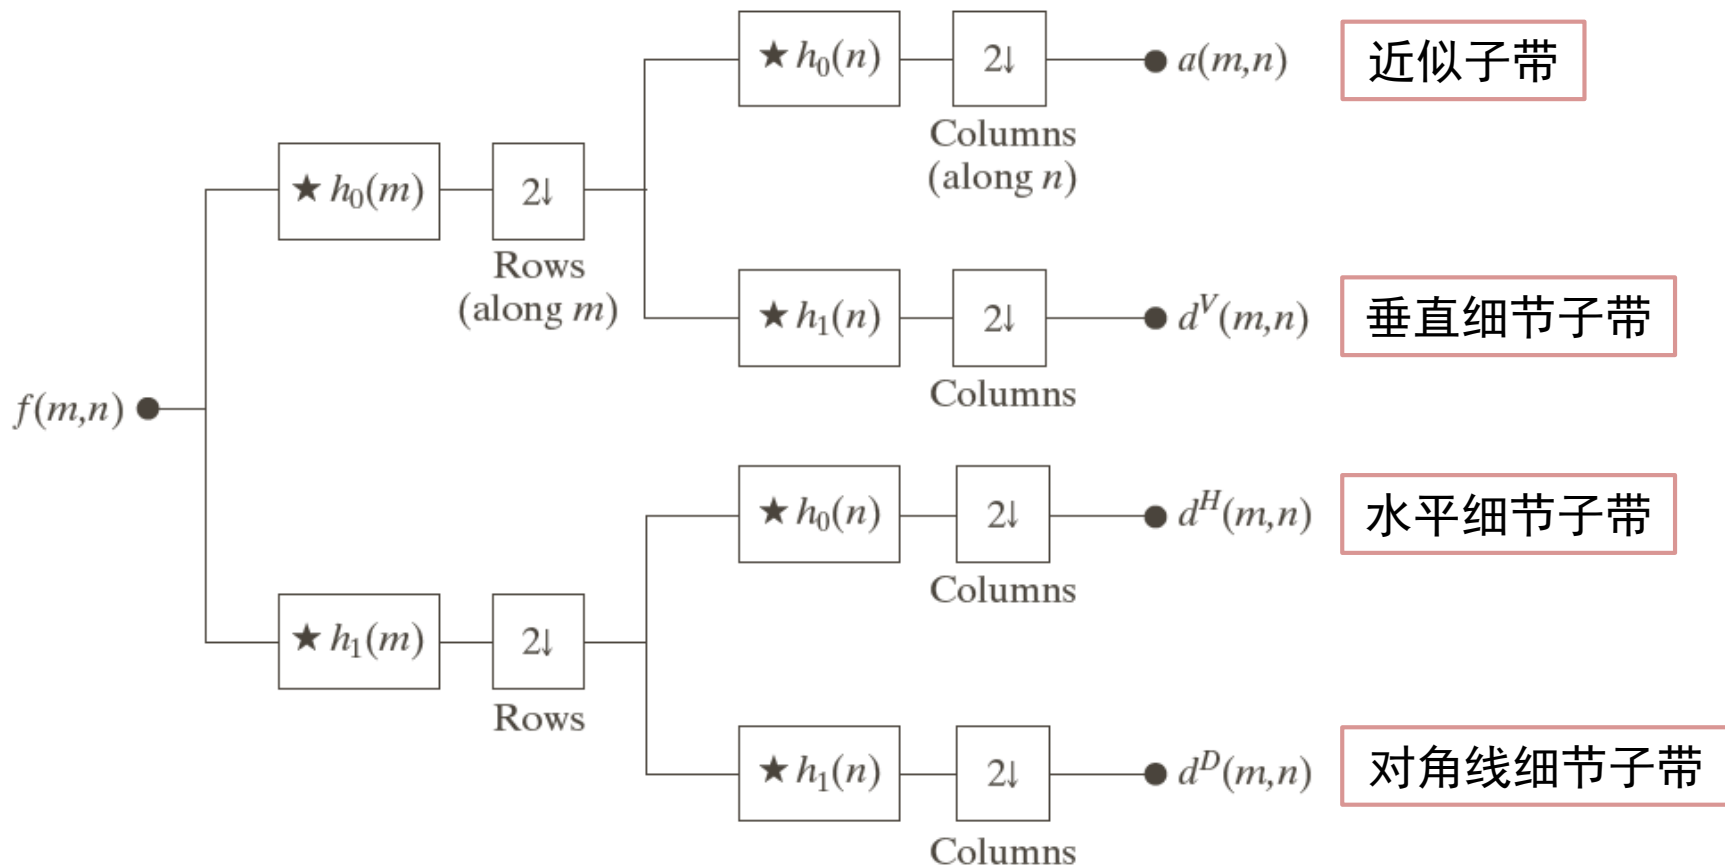 ★ h₀(n) 2↓ a(m,n) 近似子带
Columns
(along n)
★ h₀(m) 2↓
Rows
(along m)
★ h₁(n) 2↓ dⱽ(m,n) 垂直细节子带
Columns
f(m,n)
★ h₀(n) 2↓ dᴴ(m,n) 水平细节子带
Columns
★ h₁(m) 2↓
Rows
★ h₁(n) 2↓ dᴰ(m,n) 对角线细节子带
Columns